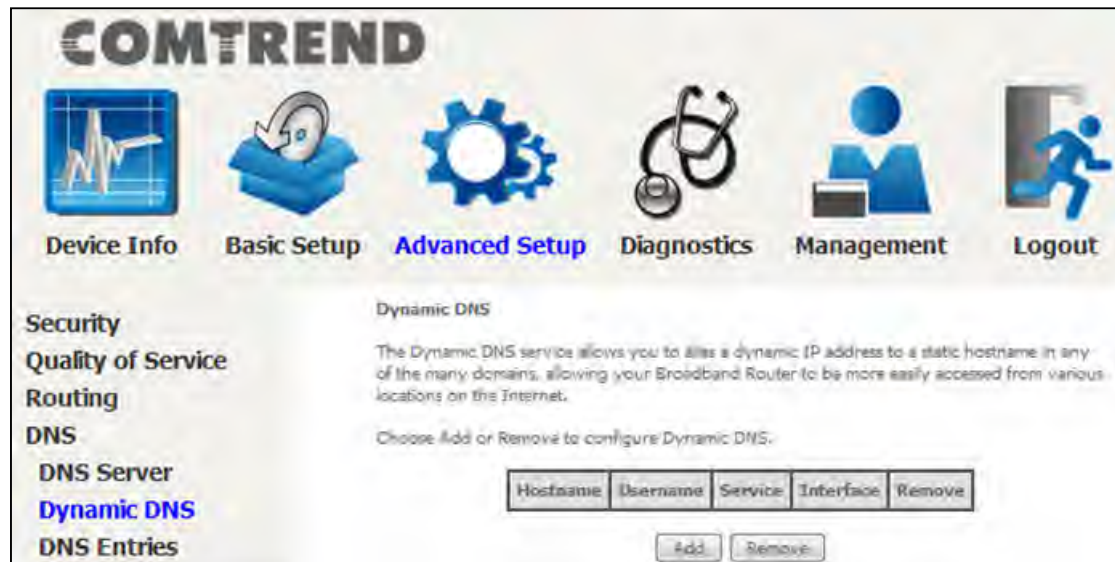 COMTREND
Device Info Basic Setup Advanced Setup Diagnostics Management Logout
Security
Quality of Service
Routing
DNS
DNS Server
Dynamic DNS
DNS Entries
Dynamic DNS
The Dynamic DNS service allows you to alias a dynamic IP address to a static hostname in any
of the many domains, allowing your Broadband Router to be more easily accessed from various
locations on the Internet.
Choose Add or Remove to configure Dynamic DNS.
Hostname Username Service Interface Remove
Add Remove